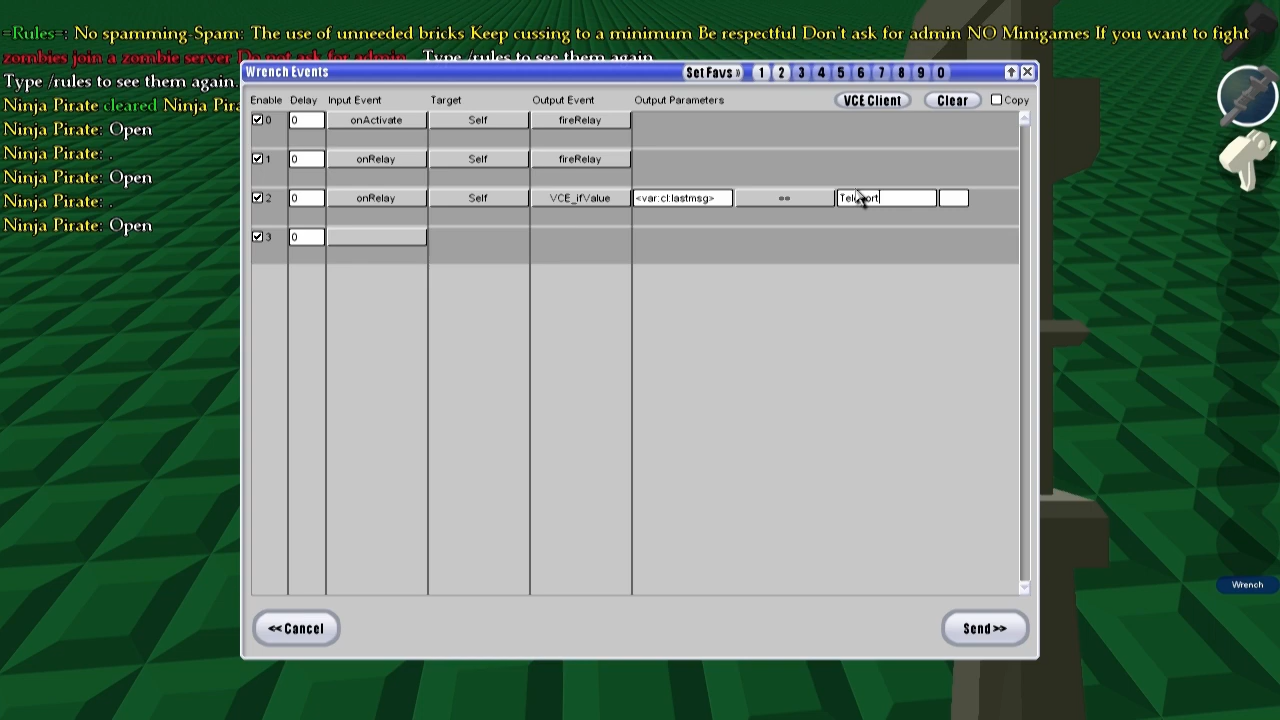 =Rules=: No spamming-Spam: The use of unneeded bricks Keep cussing to a minimum Be respectful Don't ask for admin NO Minigames If you want to fight
zombies join a zombie server Do not ask for admin. Type /rules to see them again.
Type /rules to see them again.
Ninja Pirate cleared Ninja
Ninja Pirate: Open
Ninja Pirate: .
Ninja Pirate: Open
Ninja Pirate: .
Ninja Pirate: Open
Wrench Events Set Favs » 1 2 3 4 5 6 7 8 9 0
Enable Delay Input Event Target Output Event Output Parameters VCE Client Clear Copy
0 0 onActivate Self fireRelay
1 0 onRelay Self fireRelay
2 0 onRelay Self VCE_ifValue <var:cl:lastmsg> ==
3 0
<< Cancel Send >>
Wrench